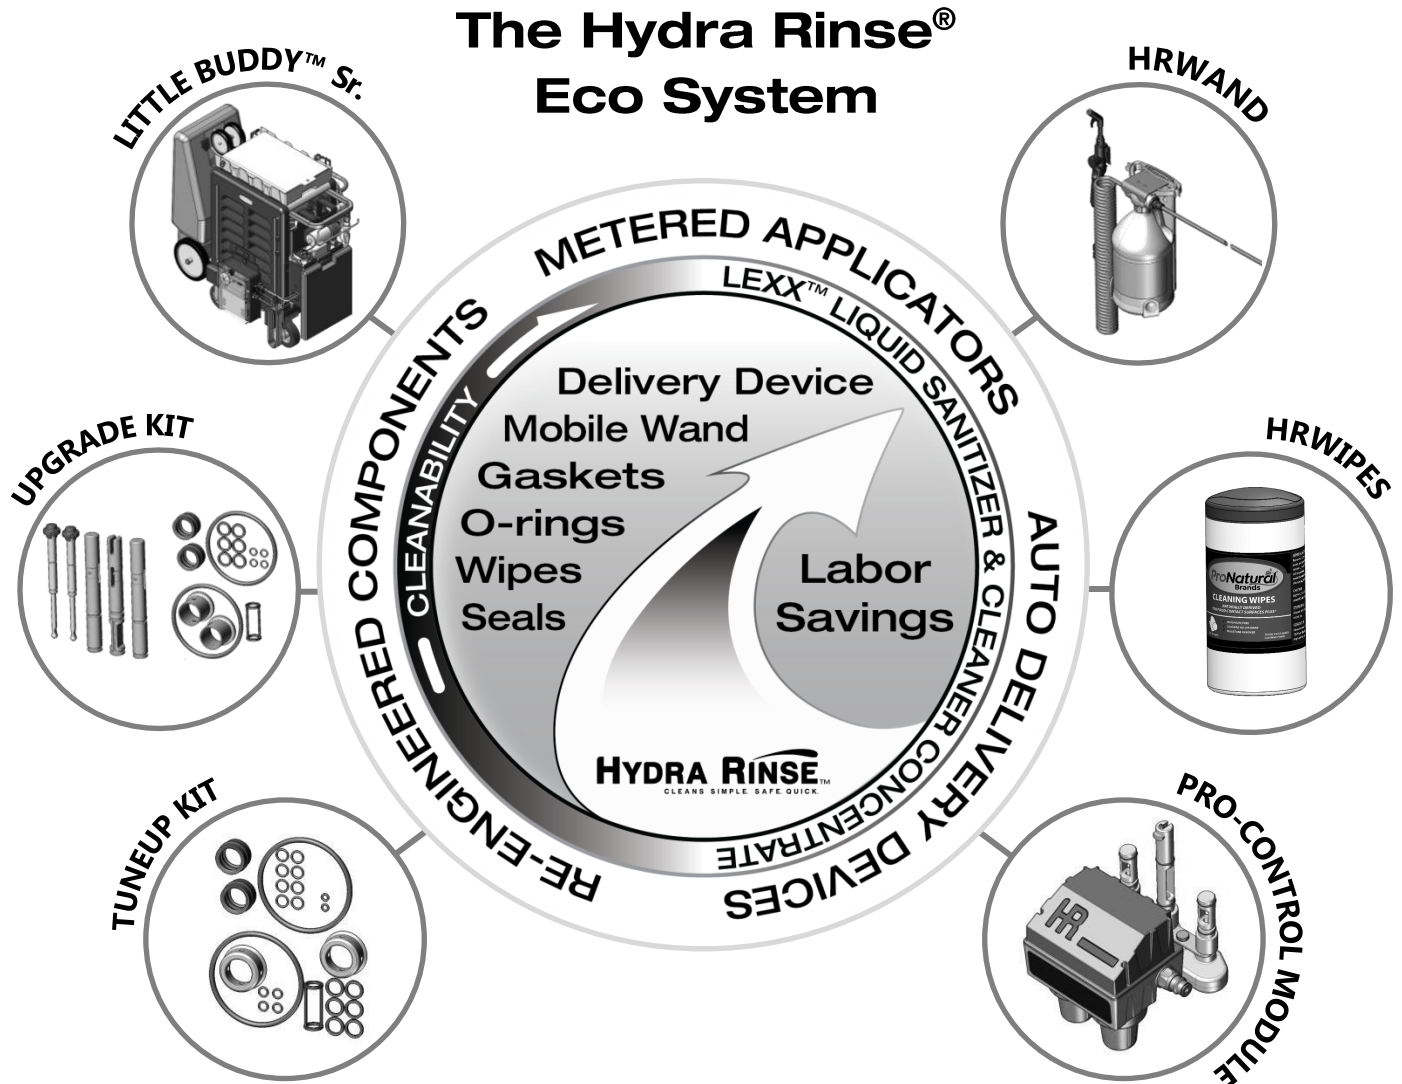 The Hydra Rinse®
Eco System
LITTLE BUDDY™ Sr.
HRWAND
UPGRADE KIT
HRWIPES
TUNEUP KIT
PRO-CONTROL MODULE
METERED APPLICATORS
AUTO DELIVERY DEVICES
RE-ENGINEERED COMPONENTS
LEXX™ LIQUID SANITIZER & CLEANER CONCENTRATE
CLEANABILITY
Delivery Device
Mobile Wand
Gaskets
O-rings
Wipes
Seals
Labor
Savings
HYDRA RINSE™
CLEANS SIMPLE. SAFE. QUICK.
ProNatural
Brands
CLEANING WIPES
HR